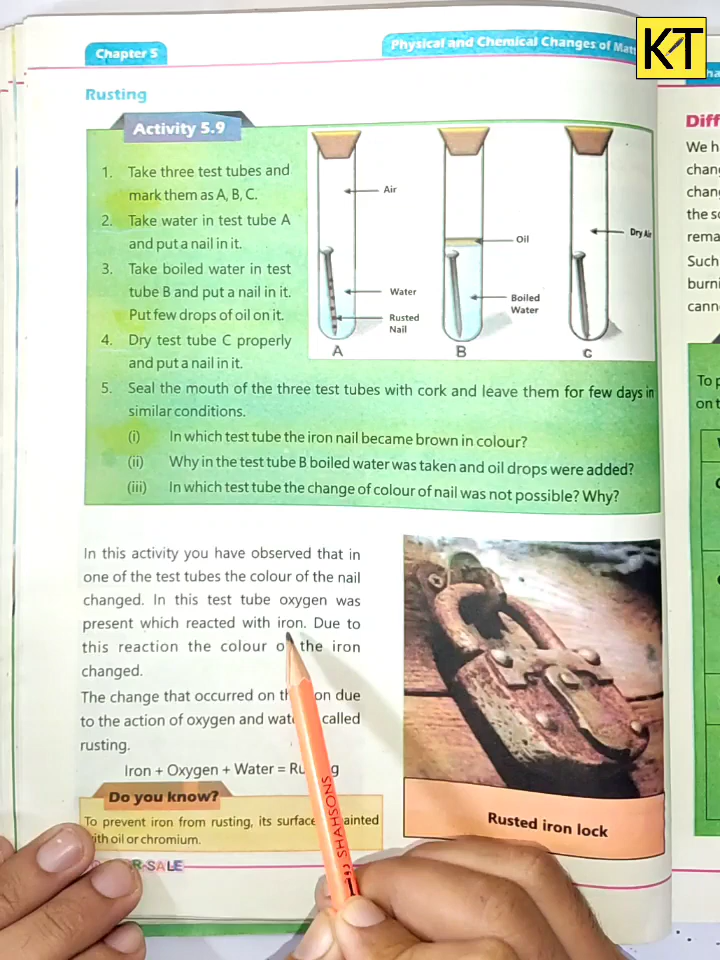 Chapter 5
Physical and Chemical Changes of
KT
Rusting
Activity 5.9
1. Take three test tubes and
mark them as A, B, C.
2. Take water in test tube A
and put a nail in it.
3. Take boiled water in test
tube B and put a nail in it.
Put few drops of oil on it.
4. Dry test tube C properly
and put a nail in it.
5. Seal the mouth of the three test tubes with cork and leave them for few days in
similar conditions.
(i) In which test tube the iron nail became brown in colour?
(ii) Why in the test tube B boiled water was taken and oil drops were added?
(iii) In which test tube the change of colour of nail was not possible? Why?
Air
Water
Rusted
Nail
A
Oil
Boiled
Water
B
Dry Air
C
In this activity you have observed that in
one of the test tubes the colour of the nail
changed. In this test tube oxygen was
present which reacted with iron. Due to
this reaction the colour of the iron
changed.
The change that occurred on the on due
to the action of oxygen and wat called
rusting.
Iron + Oxygen + Water = Ru g
Do you know?
To prevent iron from rusting, its surface ainted
ith oil or chromium.
R-SALE
Rusted iron lock
SHAHSONS
Diff
We h
chang
chang
the s
rema
Such
burni
cann
To p
on t